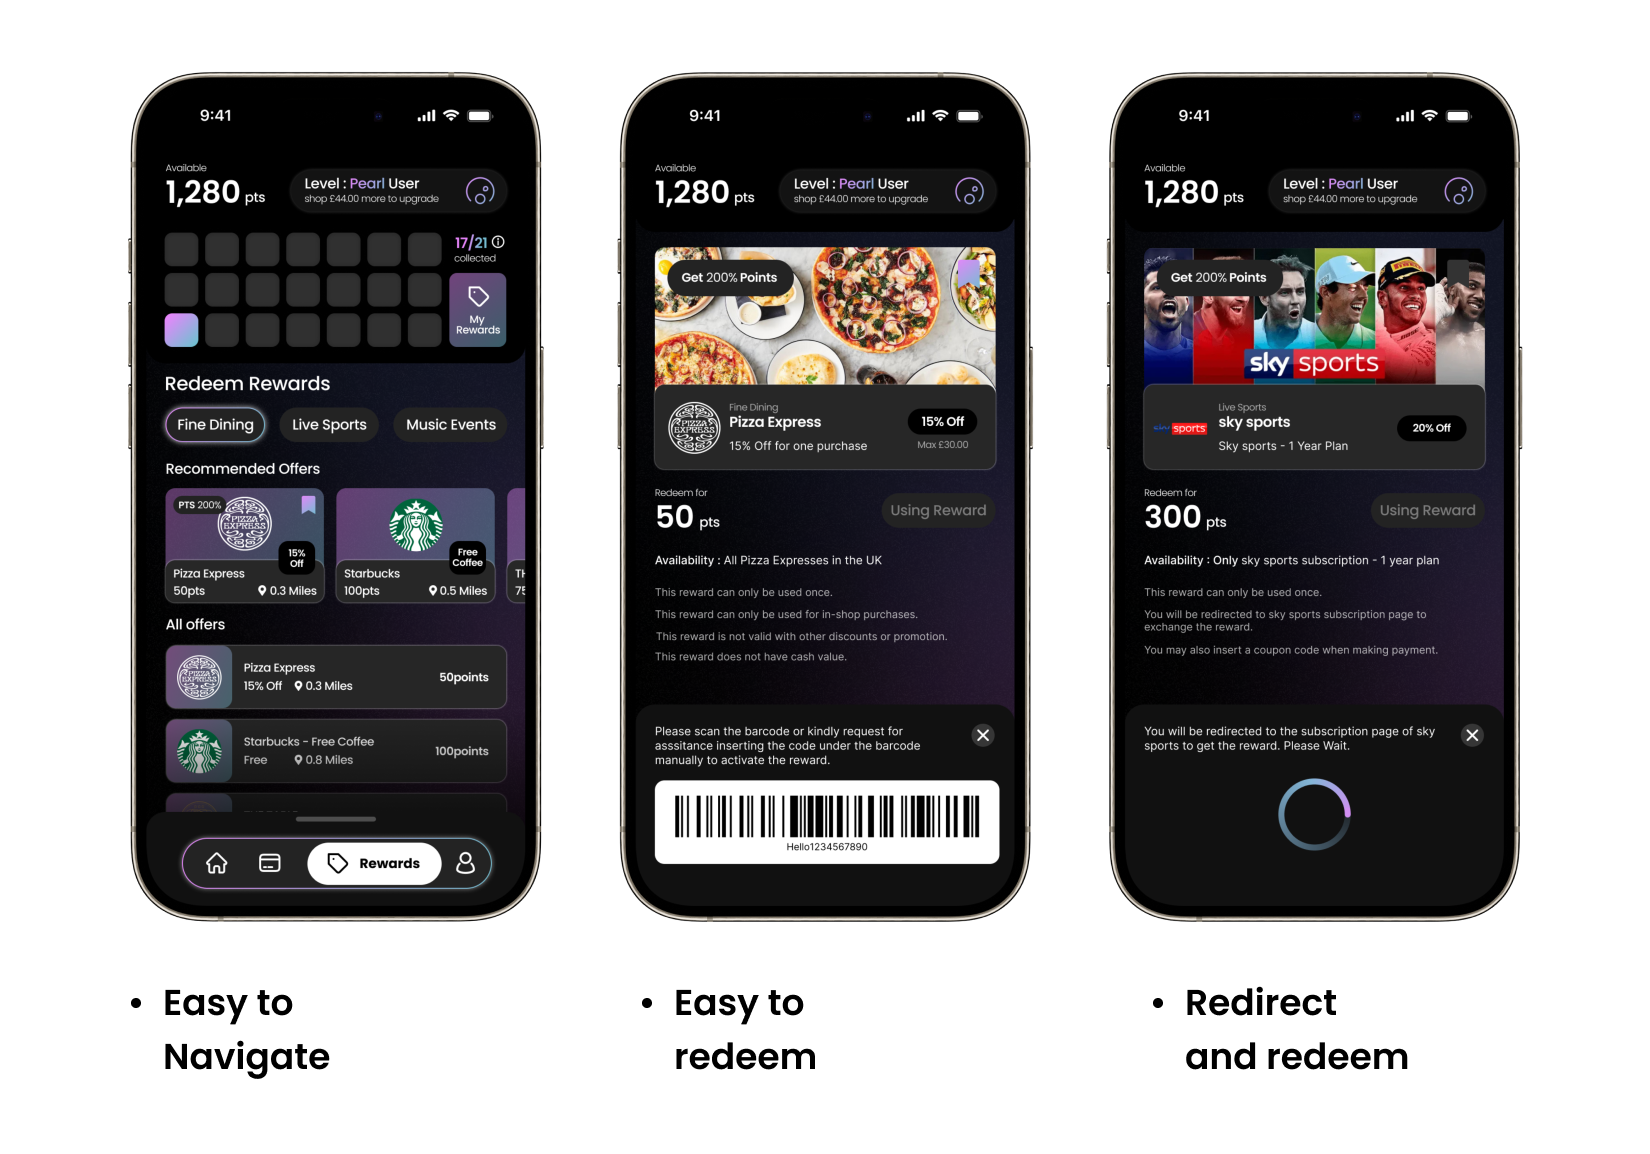 9:41
Available
1,280 pts
Level : Pearl User
shop £44.00 more to upgrade
17/21
collected
My
Rewards
Redeem Rewards
Fine Dining
Live Sports
Music Events
Recommended Offers
PTS 200%
PIZZA
EXPRESS
15%
Off
Pizza Express
50pts
0.3 Miles
Free
Coffee
Starbucks
100pts
0.5 Miles
TH
75
All offers
PIZZA
EXPRESS
Pizza Express
15% Off
0.3 Miles
50points
Starbucks - Free Coffee
Free
0.8 Miles
100points
Rewards
9:41
Available
1,280 pts
Level : Pearl User
shop £44.00 more to upgrade
Get 200% Points
PIZZA
EXPRESS
Fine Dining
Pizza Express
15% Off for one purchase
15% Off
Max £30.00
Redeem for
50 pts
Using Reward
Availability : All Pizza Expresses in the UK
This reward can only be used once.
This reward can only be used for in-shop purchases.
This reward is not valid with other discounts or promotion.
This reward does not have cash value.
Please scan the barcode or kindly request for
asssitance inserting the code under the barcode
manually to activate the reward.
Hello1234567890
9:41
Available
1,280 pts
Level : Pearl User
shop £44.00 more to upgrade
Get 200% Points
sky sports
sky sports
Live Sports
sky sports
Sky sports - 1 Year Plan
20% Off
Redeem for
300 pts
Using Reward
Availability : Only sky sports subscription - 1 year plan
This reward can only be used once.
You will be redirected to sky sports subscription page to
exchange the reward.
You may also insert a coupon code when making payment.
You will be redirected to the subscription page of sky
sports to get the reward. Please Wait.
• Easy to
Navigate
• Easy to
redeem
• Redirect
and redeem